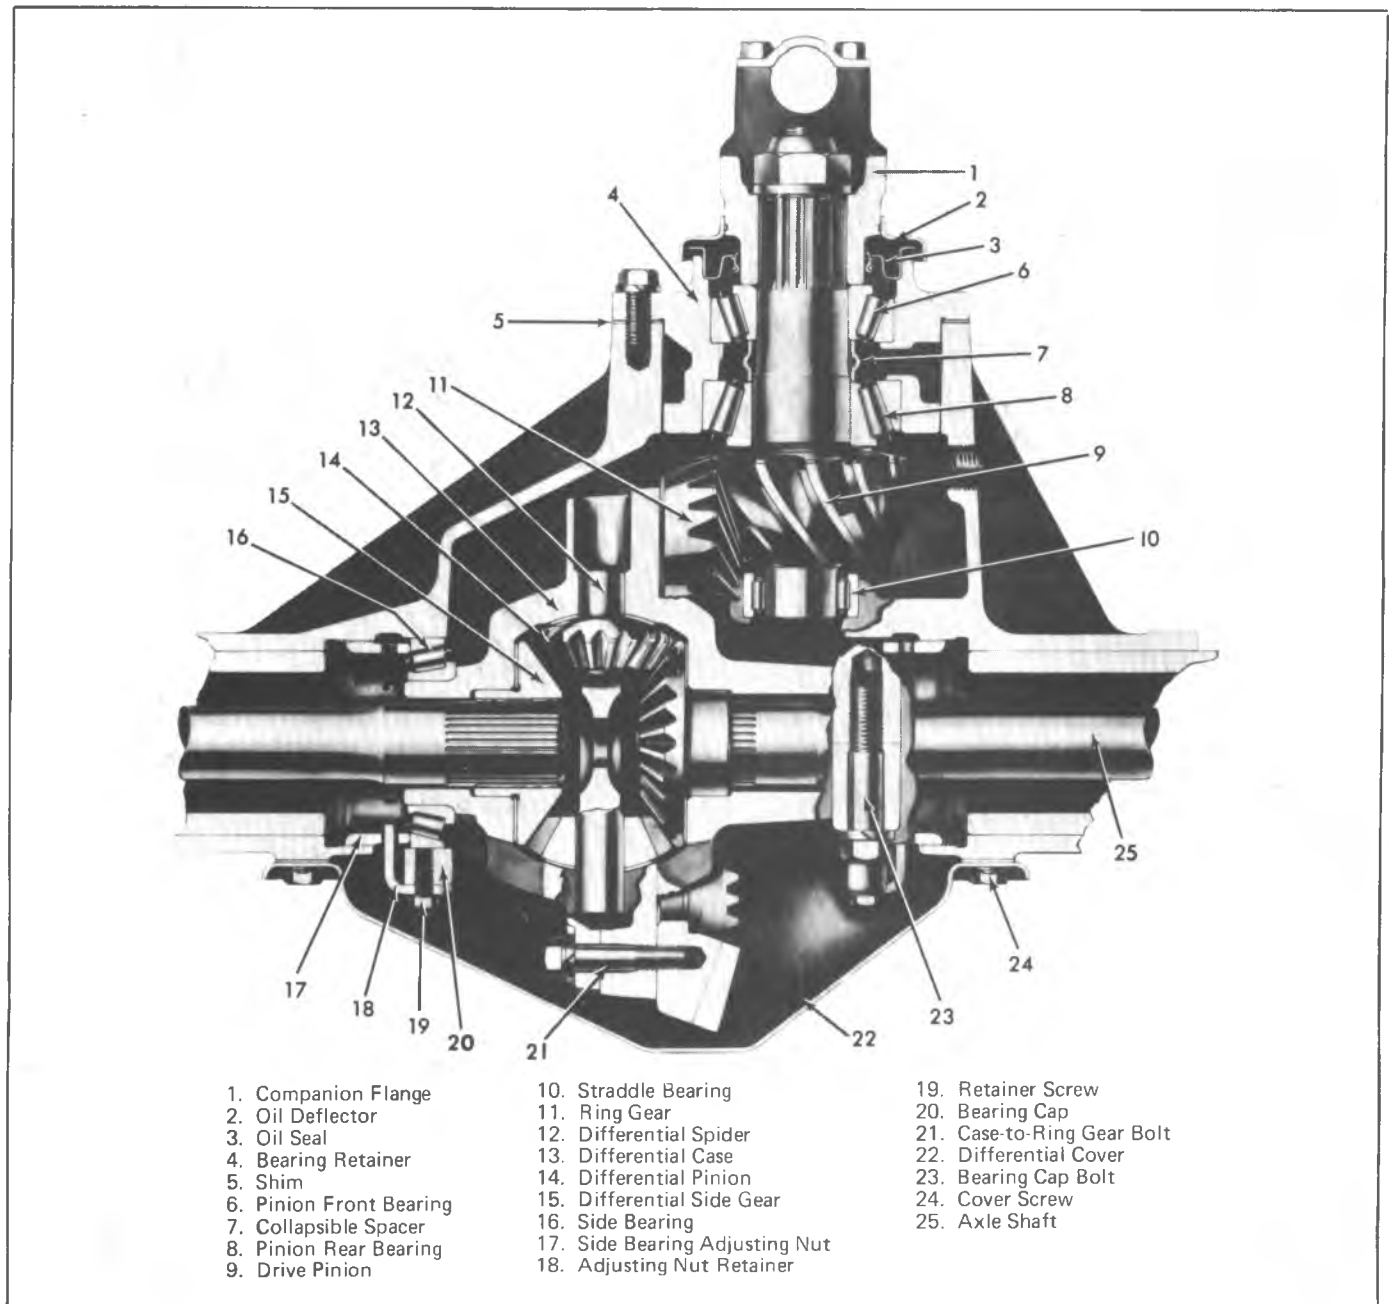 1
2
3
4
5
6
7
8
9
10
11
12
13
14
15
16
17
18
19
20
21
22
23
24
25
1. Companion Flange
2. Oil Deflector
3. Oil Seal
4. Bearing Retainer
5. Shim
6. Pinion Front Bearing
7. Collapsible Spacer
8. Pinion Rear Bearing
9. Drive Pinion
10. Straddle Bearing
11. Ring Gear
12. Differential Spider
13. Differential Case
14. Differential Pinion
15. Differential Side Gear
16. Side Bearing
17. Side Bearing Adjusting Nut
18. Adjusting Nut Retainer
19. Retainer Screw
20. Bearing Cap
21. Case-to-Ring Gear Bolt
22. Differential Cover
23. Bearing Cap Bolt
24. Cover Screw
25. Axle Shaft